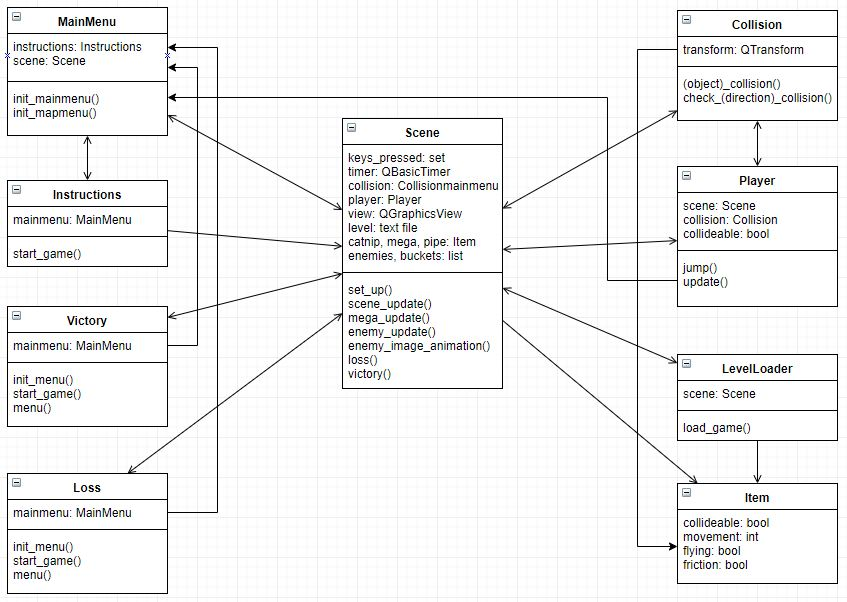 MainMenu
instructions: Instructions
scene: Scene
init_mainmenu()
init_mapmenu()
Instructions
mainmenu: MainMenu
start_game()
Victory
mainmenu: MainMenu
init_menu()
start_game()
menu()
Loss
mainmenu: MainMenu
init_menu()
start_game()
menu()
Scene
keys_pressed: set
timer: QBasicTimer
collision: Collisionmainmenu
player: Player
view: QGraphicsView
level: text file
catnip, mega, pipe: Item
enemies, buckets: list
set_up()
scene_update()
mega_update()
enemy_update()
enemy_image_animation()
loss()
victory()
Collision
transform: QTransform
(object)_collision()
check_(direction)_collision()
Player
scene: Scene
collision: Collision
collideable: bool
jump()
update()
LevelLoader
scene: Scene
load_game()
Item
collideable: bool
movement: int
flying: bool
friction: bool